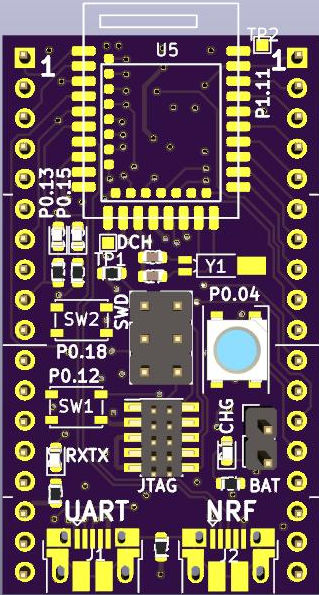 TP2
U5
1
1
P1.11
P0.13
P0.15
DCH
TP1
Y1
P0.04
SWD
SW2
P0.18
P0.12
SW1
CHG
RXTX
JTAG
BAT
UART
NRF
J1
J2